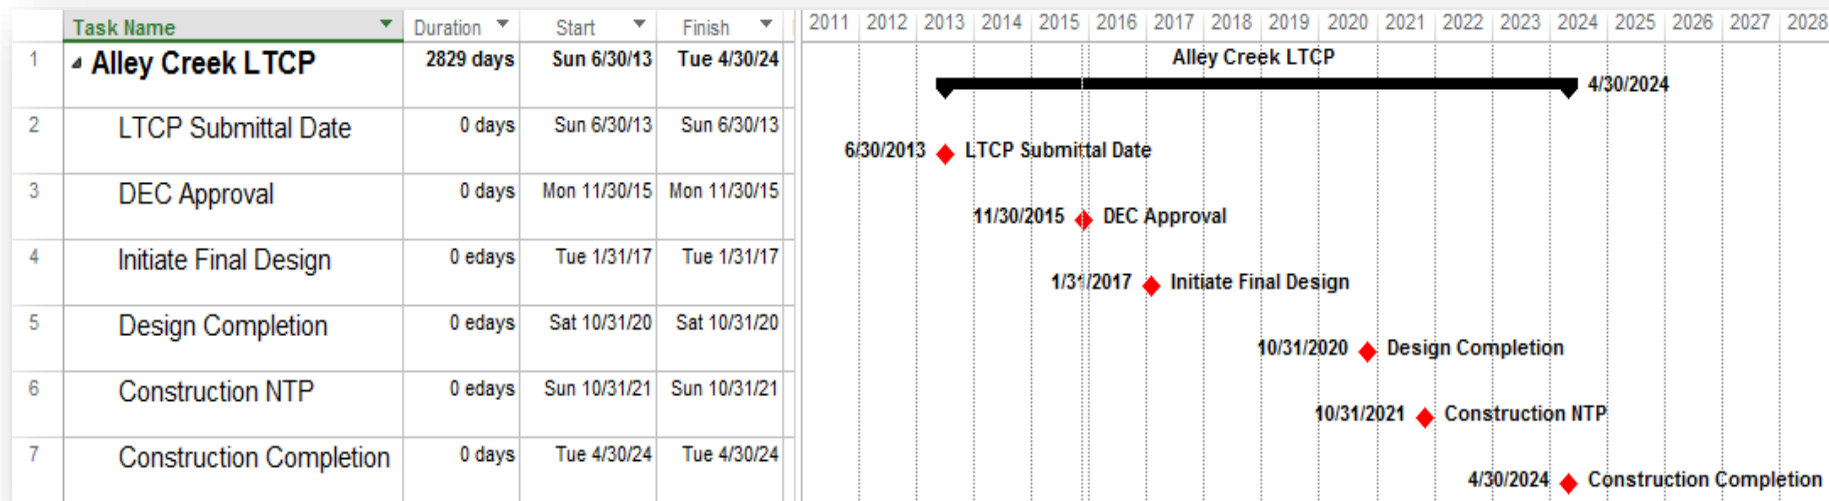 Task Name Duration Start Finish 2011 2012 2013 2014 2015 2016 2017 2018 2019 2020 2021 2022 2023 2024 2025 2026 2027 2028
1 Alley Creek LTCP 2829 days Sun 6/30/13 Tue 4/30/24 Alley Creek LTCP
4/30/2024
2 LTCP Submittal Date 0 days Sun 6/30/13 Sun 6/30/13
6/30/2013 LTCP Submittal Date
3 DEC Approval 0 days Mon 11/30/15 Mon 11/30/15
11/30/2015 DEC Approval
4 Initiate Final Design 0 edays Tue 1/31/17 Tue 1/31/17
1/31/2017 Initiate Final Design
5 Design Completion 0 edays Sat 10/31/20 Sat 10/31/20
10/31/2020 Design Completion
6 Construction NTP 0 edays Sun 10/31/21 Sun 10/31/21
10/31/2021 Construction NTP
7 Construction Completion 0 days Tue 4/30/24 Tue 4/30/24
4/30/2024 Construction Completion